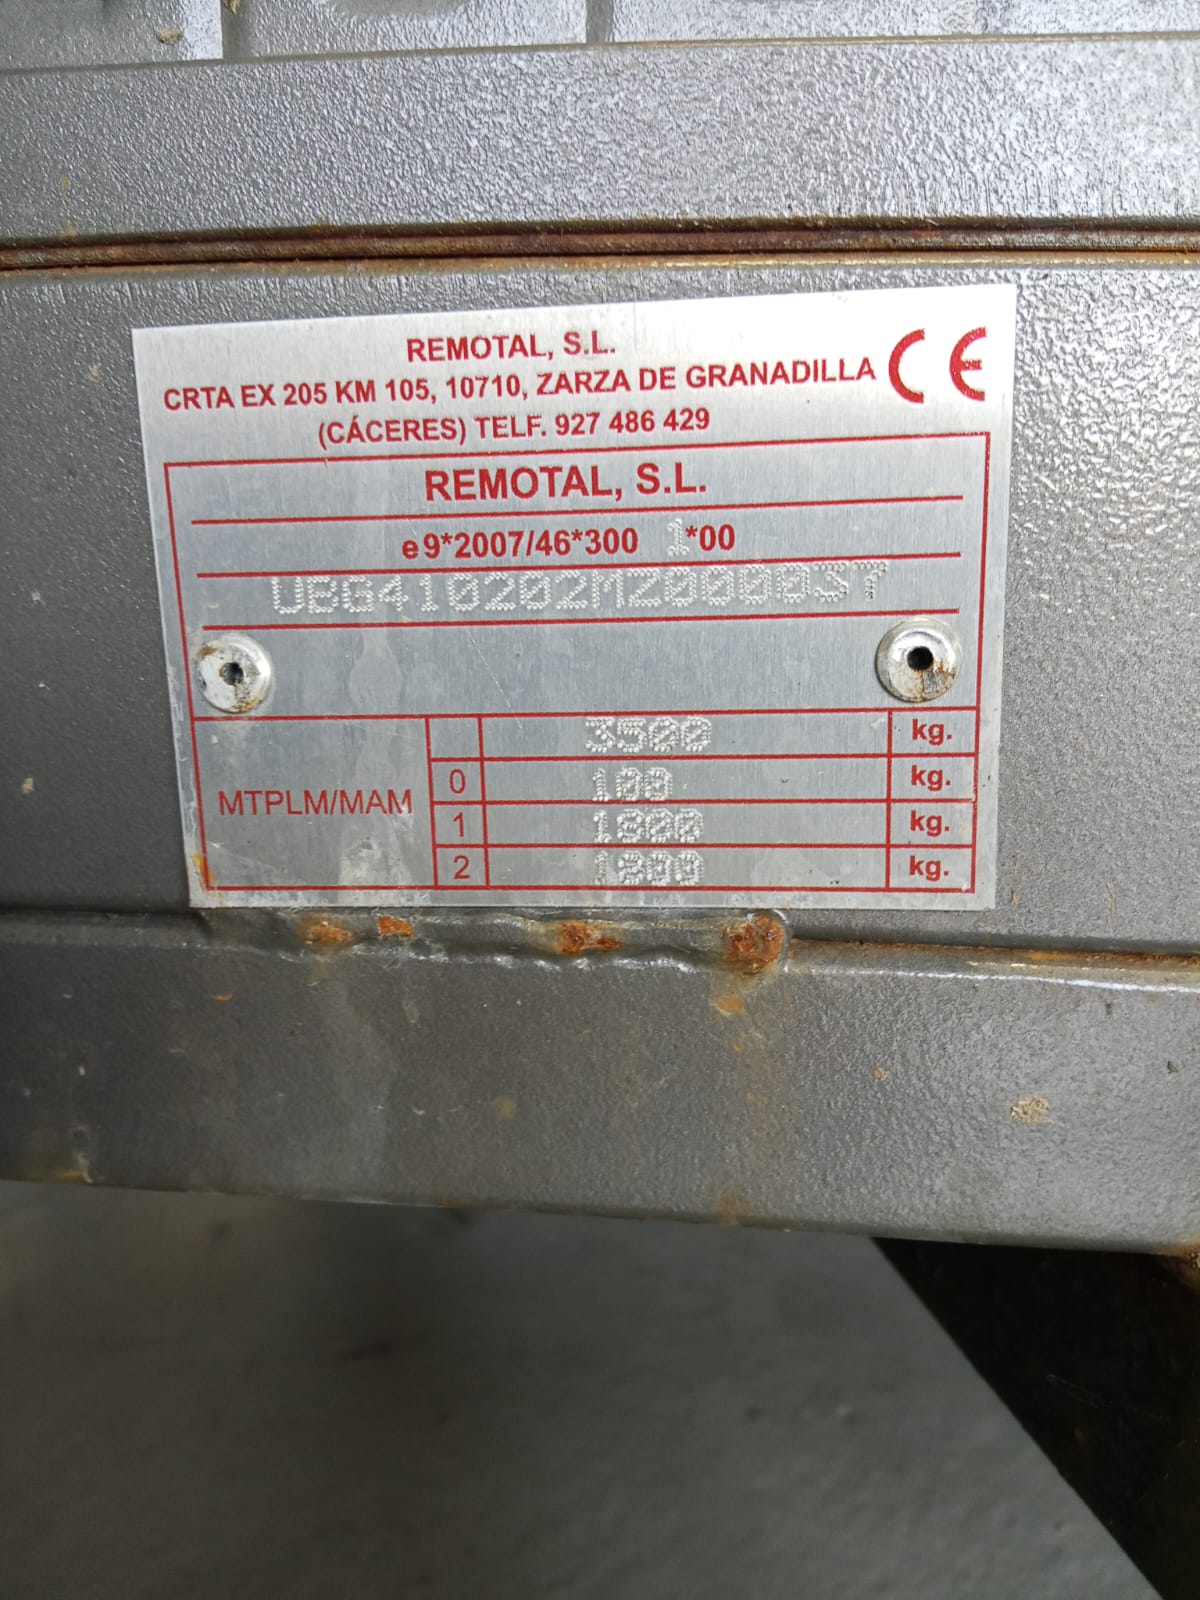 REMOTAL, S.L.
CRTA EX 205 KM 105, 10710, ZARZA DE GRANADILLA
(CÁCERES) TELF. 927 486 429
CE
REMOTAL, S.L.
e9*2007/46*300 1*00
VBG410202MZ000037
3500 kg.
MTPLM/MAM
0 100 kg.
1 1800 kg.
2 1800 kg.